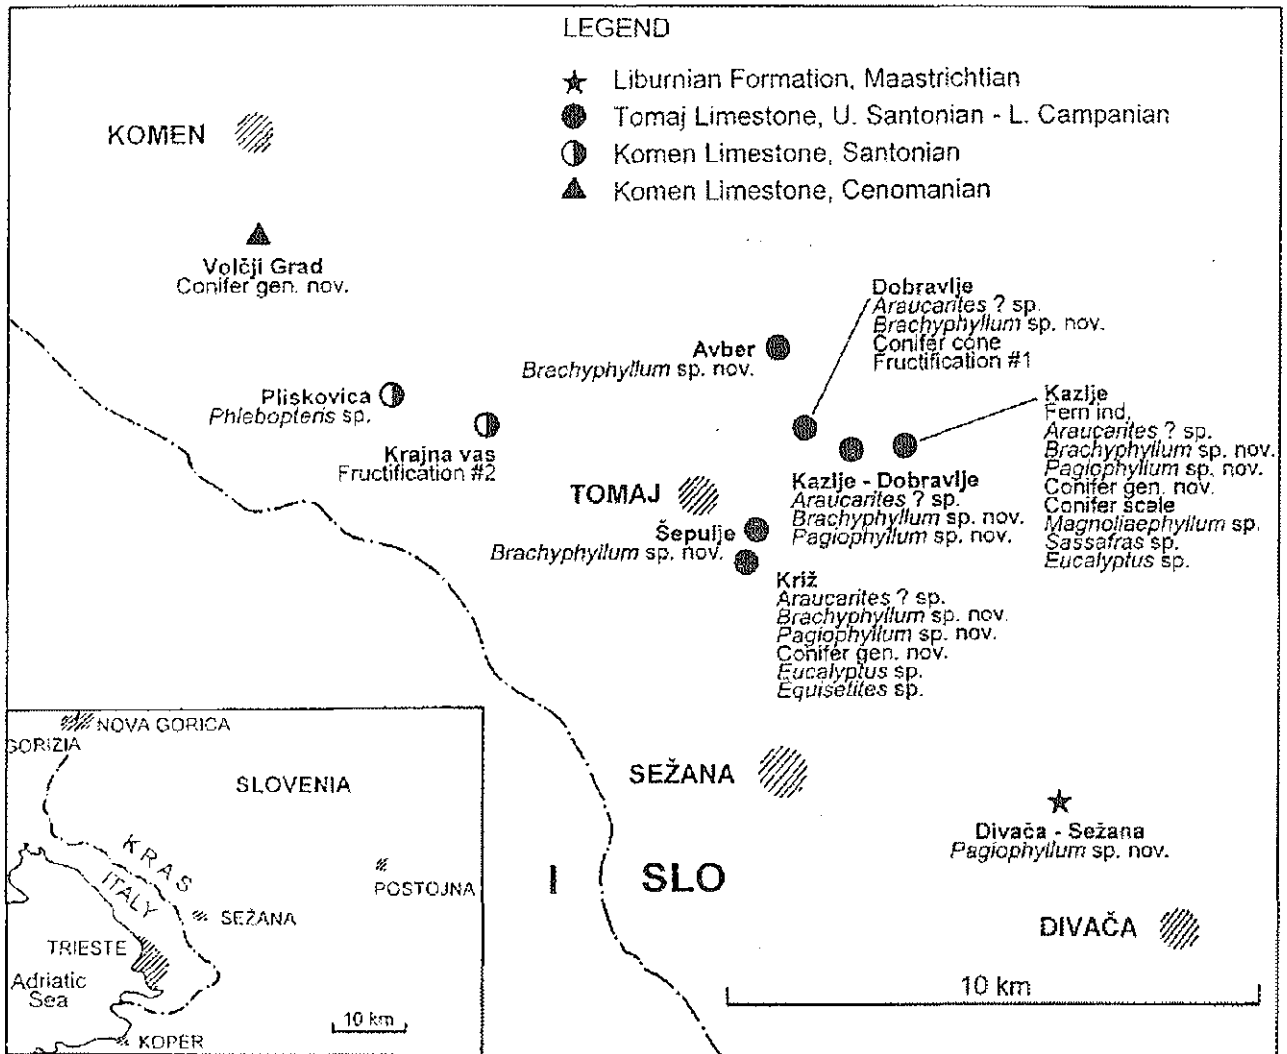 LEGEND
Liburnian Formation, Maastrichtian
Tomaj Limestone, U. Santonian - L. Campanian
Komen Limestone, Santonian
Komen Limestone, Cenomanian
KOMEN
Volčji Grad
Conifer gen. nov.
Dobravlje
Araucarites ? sp.
Brachyphyllum sp. nov.
Conifer cone
Fructification #1
Avber
Brachyphyllum sp. nov.
Pliskovica
Phlebopteris sp.
Krajna vas
Fructification #2
Kazlje
Fern ind.
Araucarites ? sp.
Brachyphyllum sp. nov.
Pagiophyllum sp. nov.
Conifer gen. nov.
Conifer scale
Magnoliaephyllum sp.
Sassafras sp.
Eucalyptus sp.
TOMAJ
Kazlje - Dobravlje
Araucarites ? sp.
Brachyphyllum sp. nov.
Pagiophyllum sp. nov.
Šepulje
Brachyphyllum sp. nov.
Križ
Araucarites ? sp.
Brachyphyllum sp. nov.
Pagiophyllum sp. nov.
Conifer gen. nov.
Eucalyptus sp.
Equisetites sp.
SEŽANA
Divača - Sežana
Pagiophyllum sp. nov.
I SLO
DIVAČA
10 km
NOVA GORICA
GORIZIA
SLOVENIA
KRAS
ITALY
POSTOJNA
SEŽANA
TRIESTE
Adriatic
Sea
10 km
KOPER